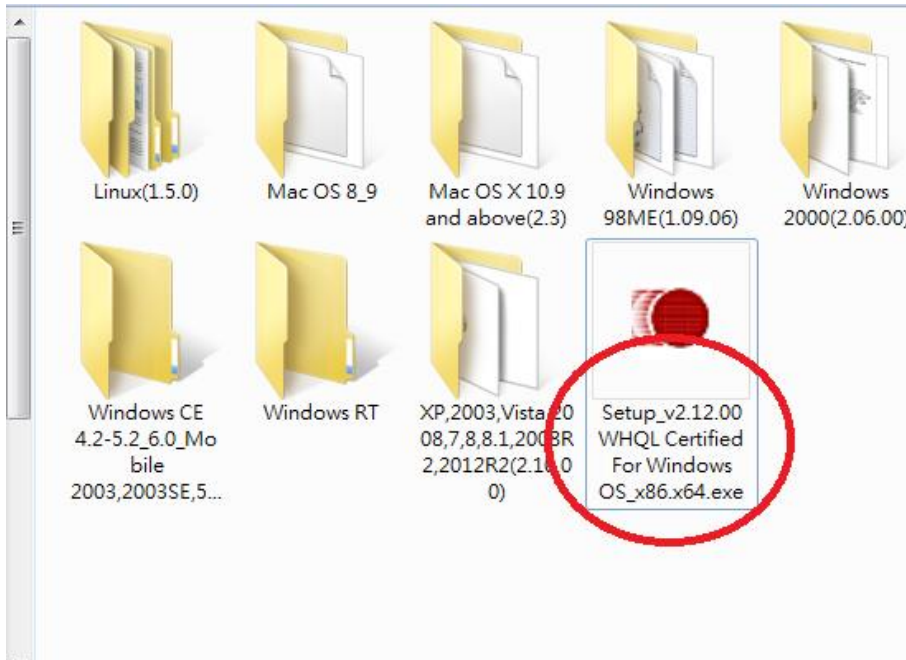 Linux(1.5.0)
Mac OS 8_9
Mac OS X 10.9
and above(2.3)
Windows
98ME(1.09.06)
Windows
2000(2.06.00)
Windows CE
4.2-5.2_6.0_Mo
bile
2003,2003SE,5...
Windows RT
XP,2003,Vista,20
08,7,8,8.1,2008R
2,2012R2(2.10.0
0)
Setup_v2.12.00
WHQL Certified
For Windows
OS_x86.x64.exe